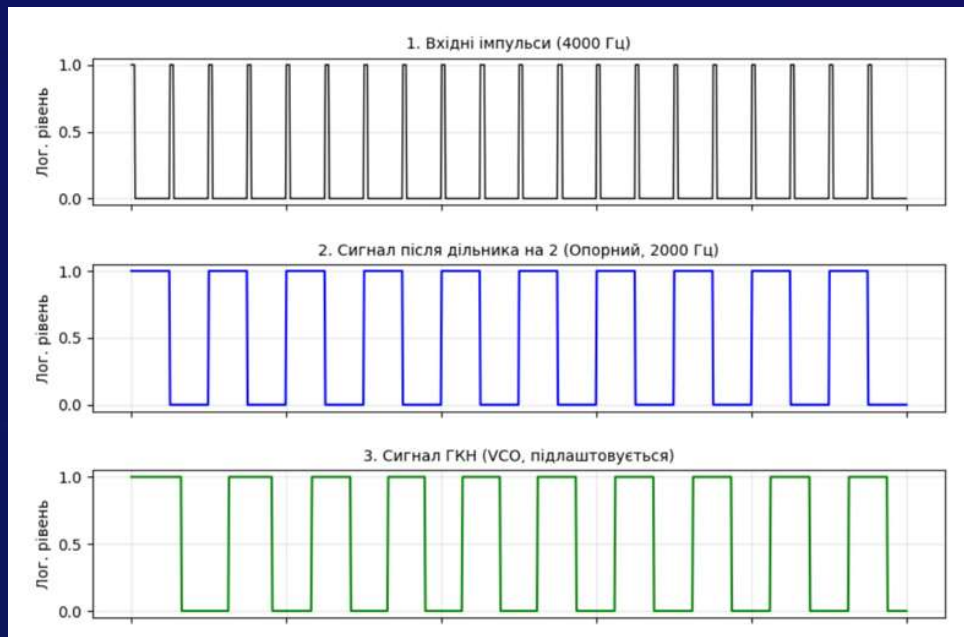 1. Вхідні імпульси (4000 Гц)
1.0
0.5
0.0
Лог. рівень
2. Сигнал після дільника на 2 (Опорний, 2000 Гц)
1.0
0.5
0.0
Лог. рівень
3. Сигнал ГКН (VCO, підлаштовується)
1.0
0.5
0.0
Лог. рівень